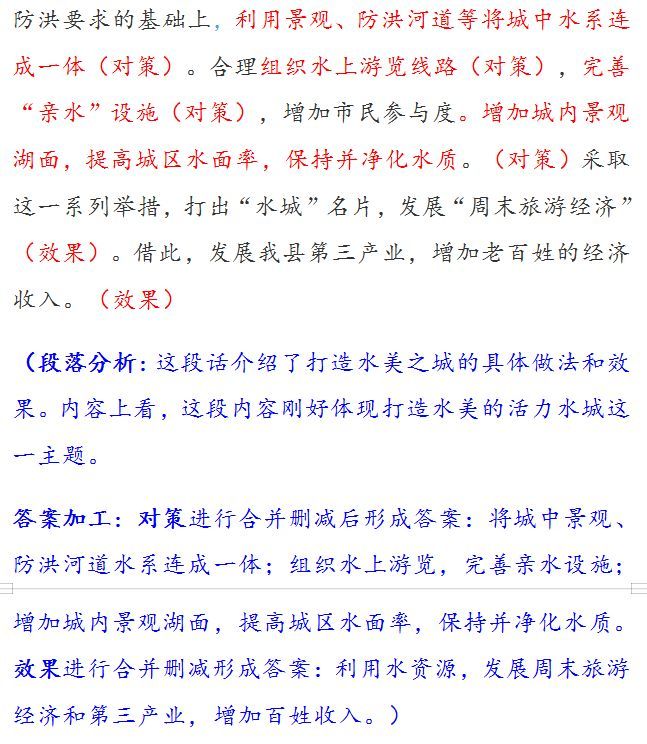 防洪要求的基础上，利用景观、防洪河道等将城中水系连
成一体（对策）。合理组织水上游览线路（对策），完善
“亲水”设施（对策），增加市民参与度。增加城内景观
湖面，提高城区水面率，保持并净化水质。（对策）采取
这一系列举措，打出“水城”名片，发展“周末旅游经济”
（效果）。借此，发展我县第三产业，增加老百姓的经济
收入。（效果）
（段落分析：这段话介绍了打造水美之城的具体做法和效
果。内容上看，这段内容刚好体现打造水美的活力水城这
一主题。
答案加工：对策进行合并删减后形成答案：将城中景观、
防洪河道水系连成一体；组织水上游览，完善亲水设施；
增加城内景观湖面，提高城区水面率，保持并净化水质。
效果进行合并删减形成答案：利用水资源，发展周末旅游
经济和第三产业，增加百姓收入。）